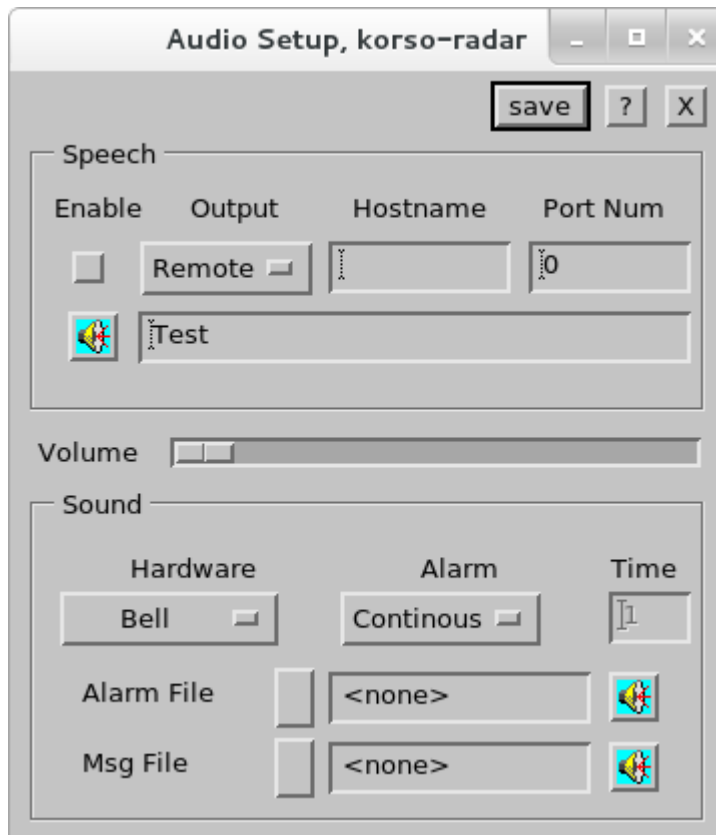 Audio Setup, korso-radar
save ? X
Speech
Enable Output Hostname Port Num
Remote 0
Test
Volume
Sound
Hardware Alarm Time
Bell Continous 1
Alarm File <none>
Msg File <none>